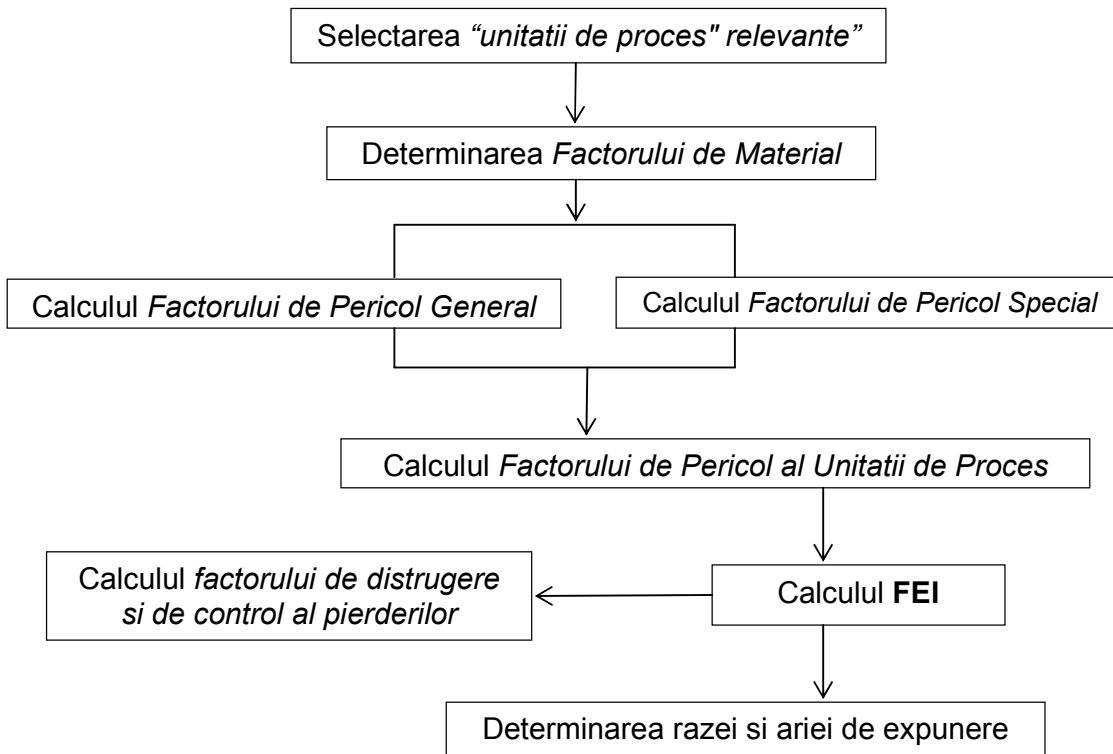 Selectarea “unitatii de proces" relevante”
Determinarea Factorului de Material
Calculul Factorului de Pericol General
Calculul Factorului de Pericol Special
Calculul Factorului de Pericol al Unitatii de Proces
Calculul factorului de distrugere
si de control al pierderilor
Calculul FEI
Determinarea razei si ariei de expunere